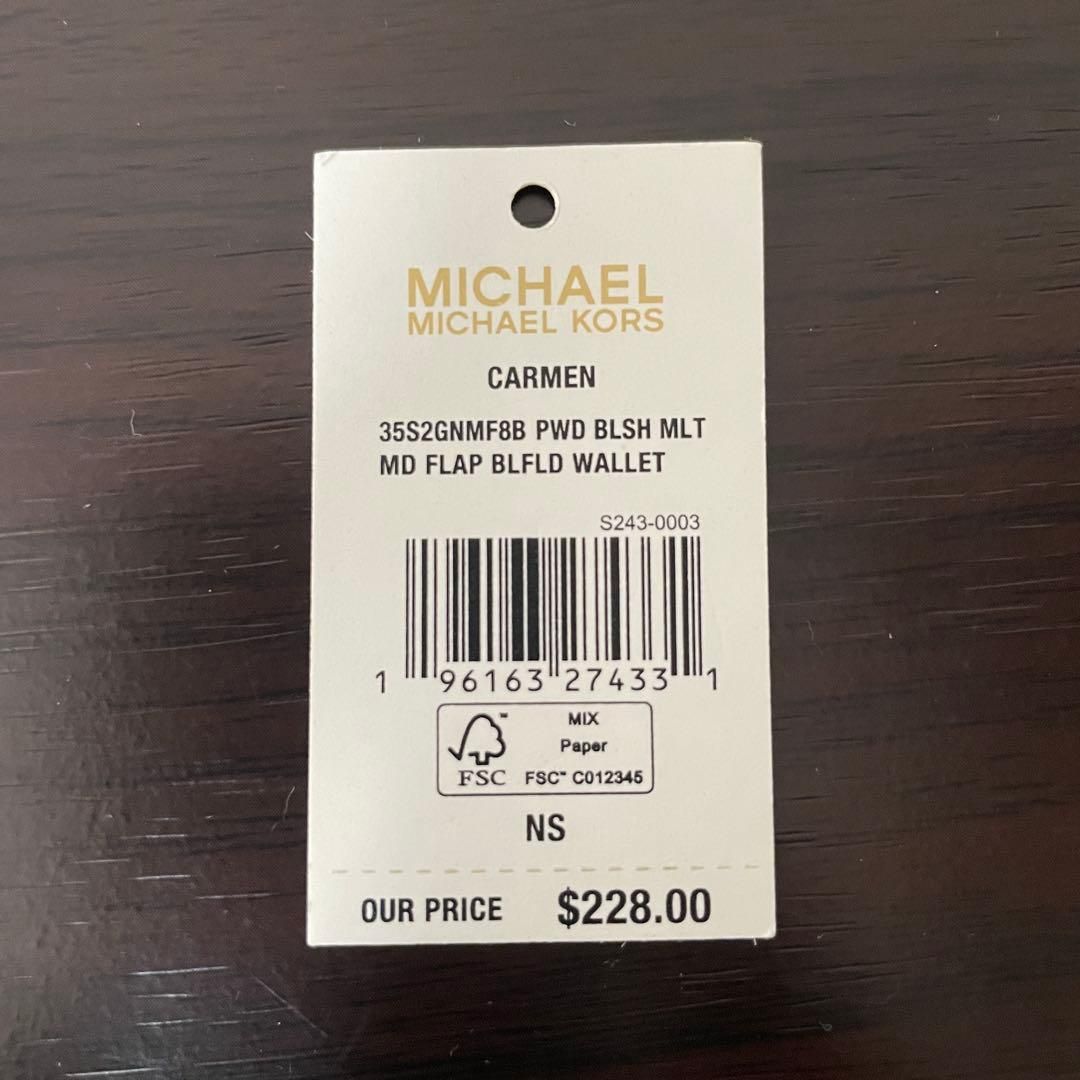 MICHAEL
MICHAEL KORS
CARMEN
35S2GNMF8B PWD BLSH MLT
MD FLAP BLFLD WALLET
S243-0003
1 96163 27433 1
FSC
MIX
Paper
FSC™ C012345
NS
OUR PRICE $228.00